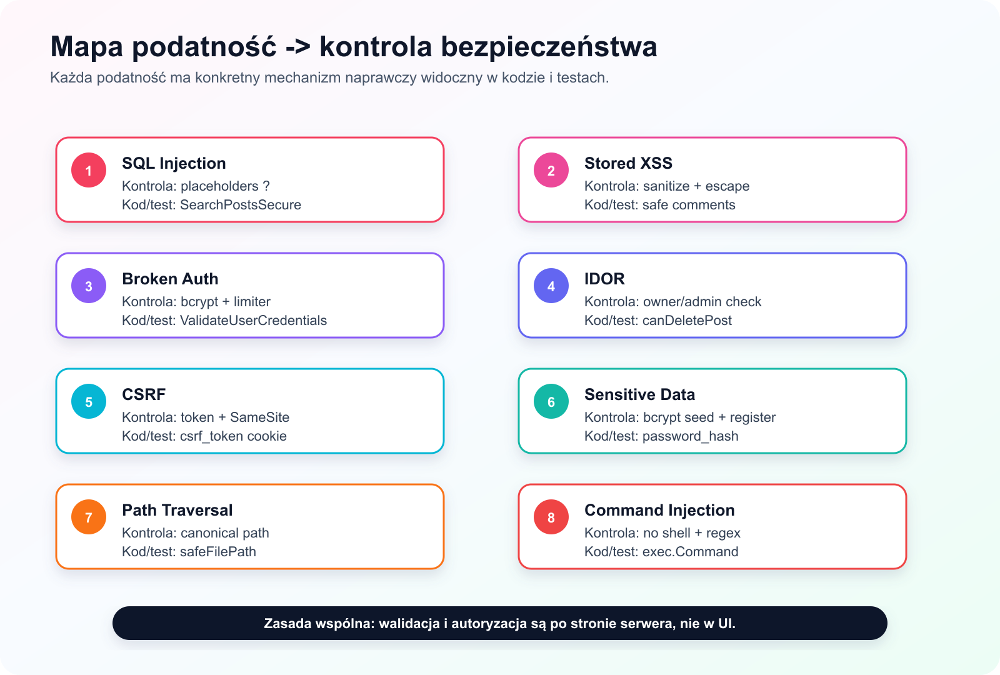 Mapa podatność -> kontrola bezpieczeństwa
Każda podatność ma konkretny mechanizm naprawczy widoczny w kodzie i testach.
1
SQL Injection
Kontrola: placeholders ?
Kod/test: SearchPostsSecure
2
Stored XSS
Kontrola: sanitize + escape
Kod/test: safe comments
3
Broken Auth
Kontrola: bcrypt + limiter
Kod/test: ValidateUserCredentials
4
IDOR
Kontrola: owner/admin check
Kod/test: canDeletePost
5
CSRF
Kontrola: token + SameSite
Kod/test: csrf_token cookie
6
Sensitive Data
Kontrola: bcrypt seed + register
Kod/test: password_hash
7
Path Traversal
Kontrola: canonical path
Kod/test: safeFilePath
8
Command Injection
Kontrola: no shell + regex
Kod/test: exec.Command
Zasada wspólna: walidacja i autoryzacja są po stronie serwera, nie w UI.